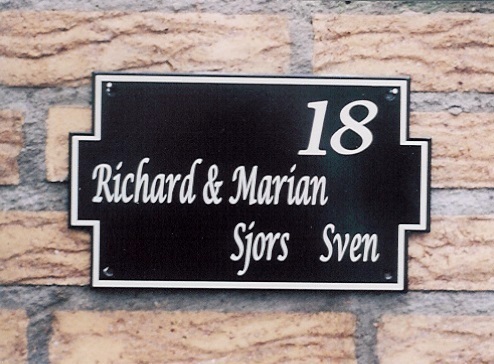 18
Richard & Marian
Sjors Sven